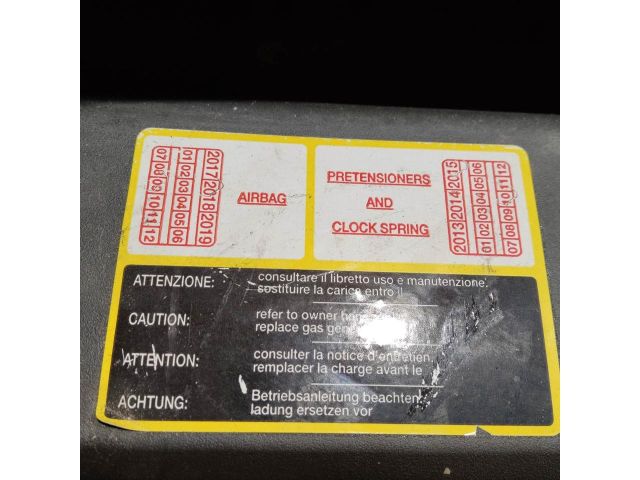 2017 2018 2019
01 02 03 04 05 06
07 08 09 10 11 12
AIRBAG
PRETENSIONERS
AND
CLOCK SPRING
2013 2014 2015
01 02 03 04 05 06
07 08 09 10 11 12
ATTENZIONE: consultare il libretto uso e manutenzione,
sostituire la carica entro il
CAUTION: refer to owner
replace gas
ATTENTION: consulter la notice d'entretien,
remplacer la charge avant le
ACHTUNG: Betriebsanleitung beachten,
ladung ersetzen vor